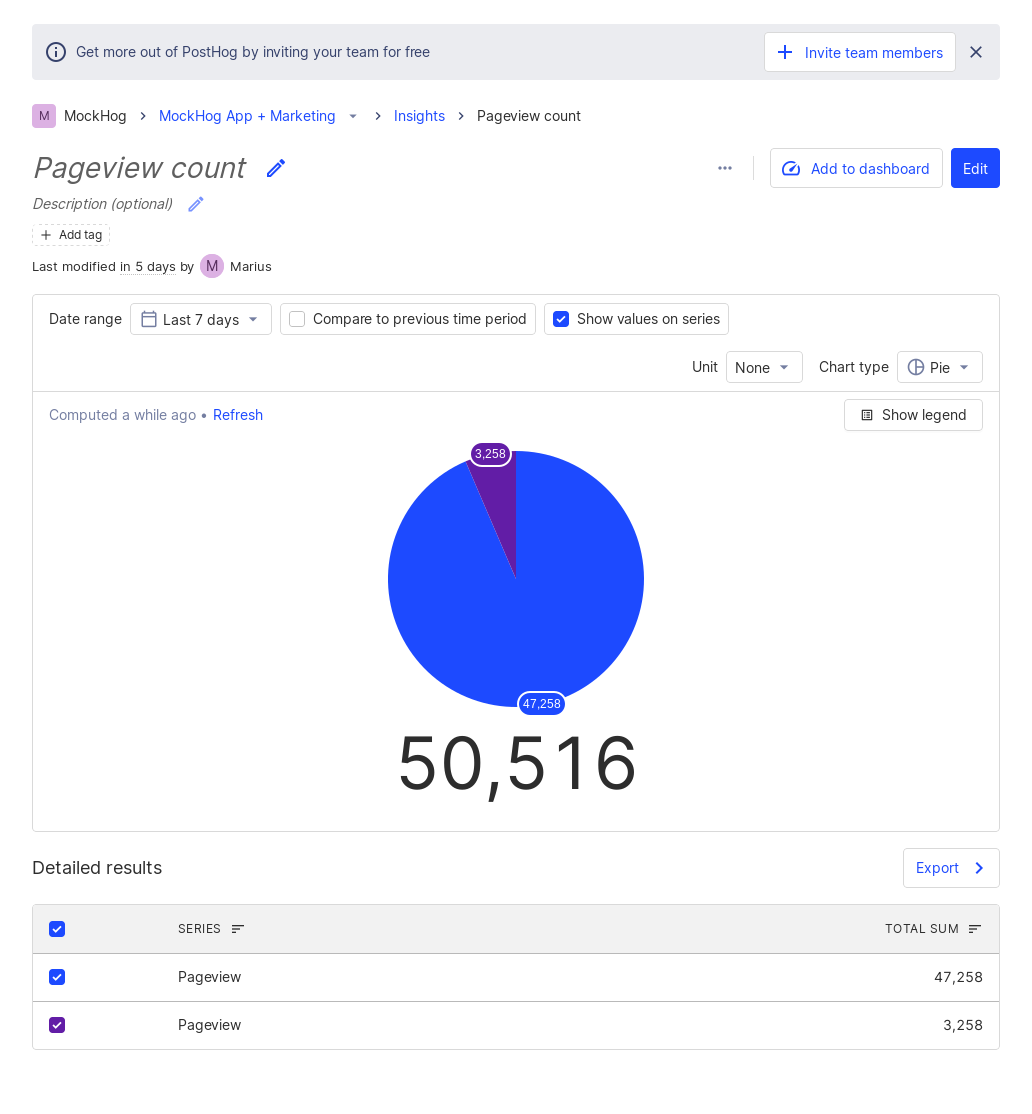 Get more out of PostHog by inviting your team for free
Invite team members
M MockHog MockHog App + Marketing Insights Pageview count
Pageview count
Add to dashboard Edit
Description (optional)
Add tag
Last modified in 5 days by M Marius
Date range Last 7 days Compare to previous time period Show values on series
Unit None Chart type Pie
Computed a while ago • Refresh
Show legend
3,258
47,258
50,516
Detailed results
Export
SERIES TOTAL SUM
Pageview 47,258
Pageview 3,258